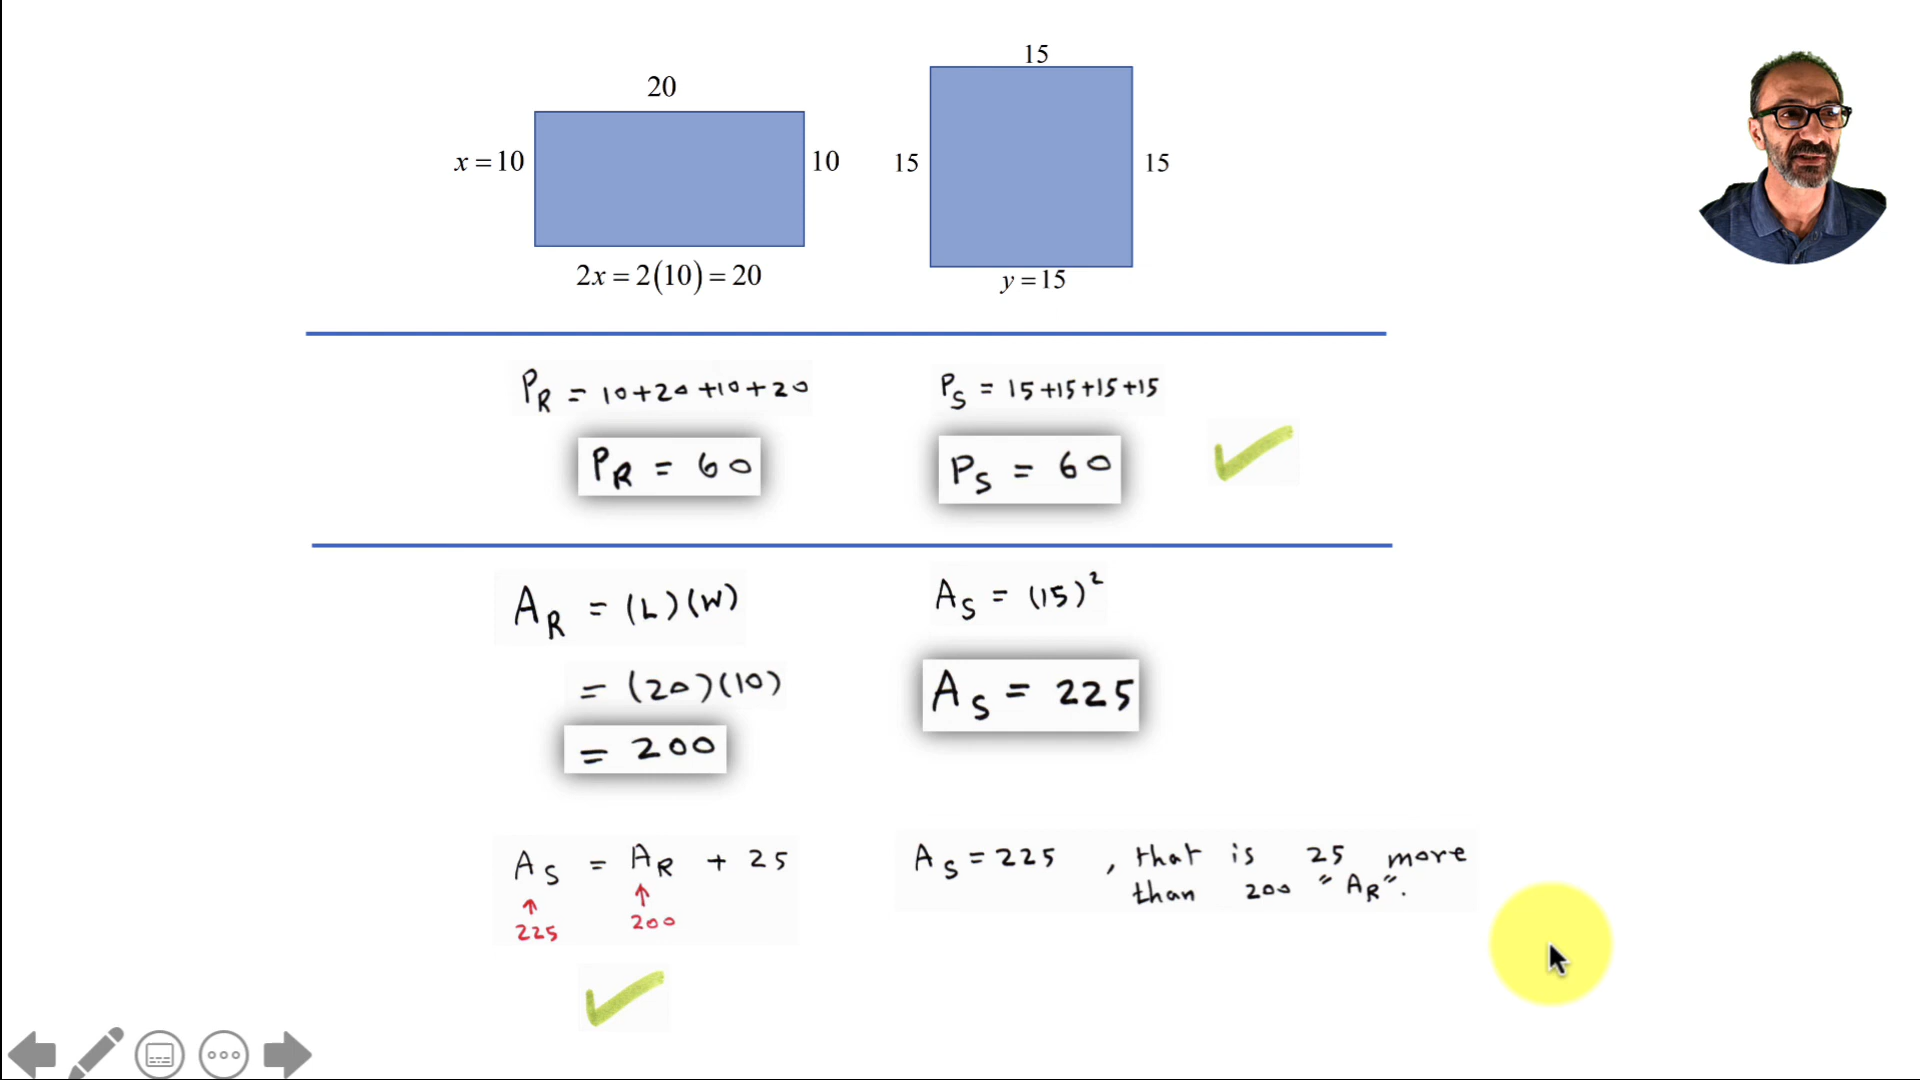 20
15
x = 10
10
15
15
2x = 2(10) = 20
y = 15
P_R = 10+20+10+20
P_S = 15+15+15+15
P_R = 60
P_S = 60
A_R = (L)(W)
A_S = (15)²
= (20)(10)
A_S = 225
= 200
A_S = A_R + 25
↑ 225
↑ 200
A_S = 225 , that is 25 more
than 200 "A_R".